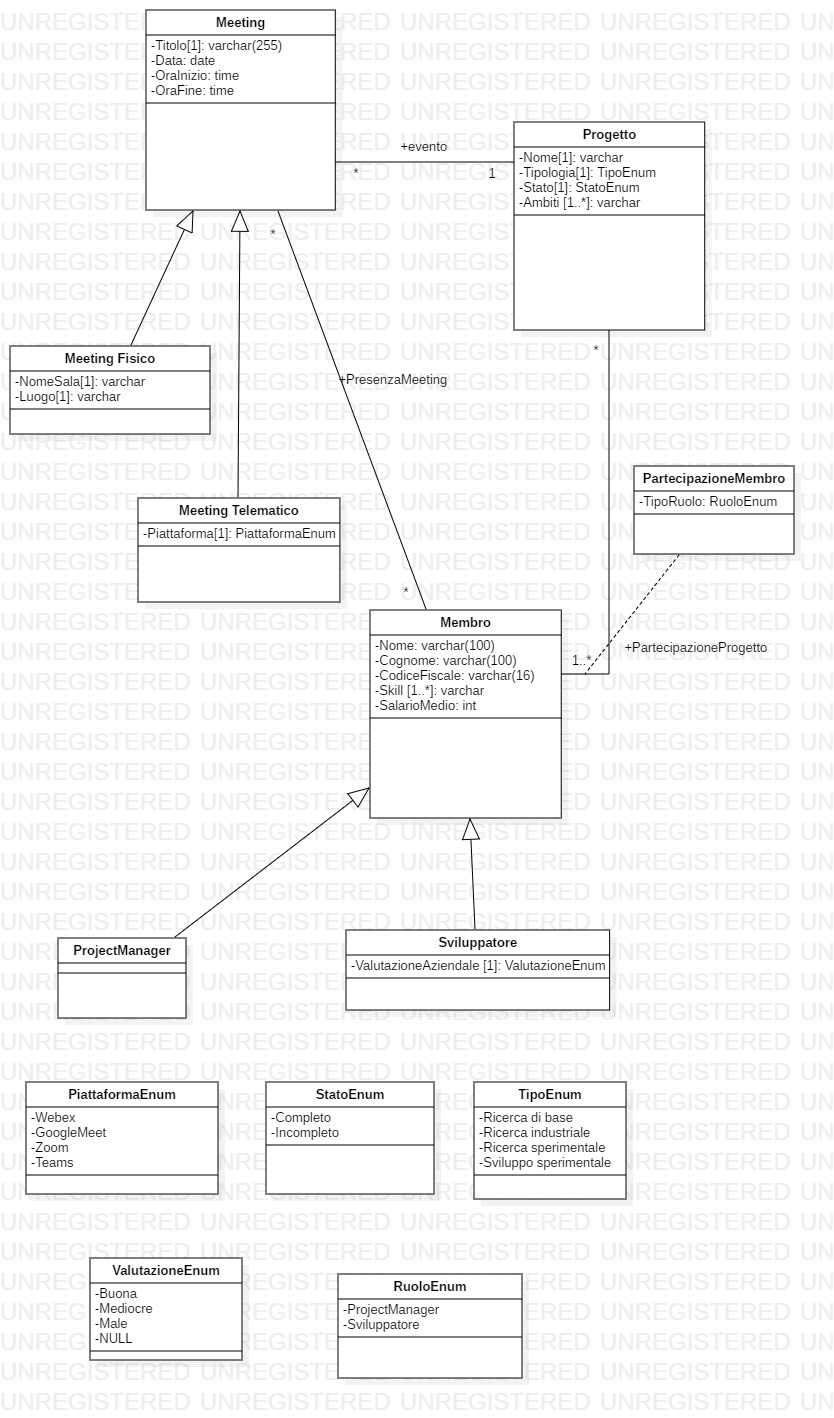 Meeting
-Titolo[1]: varchar(255)
-Data: date
-OraInizio: time
-OraFine: time
+evento
*
1
Progetto
-Nome[1]: varchar
-Tipologia[1]: TipoEnum
-Stato[1]: StatoEnum
-Ambiti [1..*]: varchar
*
*
Meeting Fisico
-NomeSala[1]: varchar
-Luogo[1]: varchar
+PresenzaMeeting
PartecipazioneMembro
-TipoRuolo: RuoloEnum
Meeting Telematico
-Piattaforma[1]: PiattaformaEnum
*
Membro
-Nome: varchar(100)
-Cognome: varchar(100)
-CodiceFiscale: varchar(16)
-Skill [1..*]: varchar
-SalarioMedio: int
1..*
+PartecipazioneProgetto
ProjectManager
Sviluppatore
-ValutazioneAziendale [1]: ValutazioneEnum
PiattaformaEnum
-Webex
-GoogleMeet
-Zoom
-Teams
StatoEnum
-Completo
-Incompleto
TipoEnum
-Ricerca di base
-Ricerca industriale
-Ricerca sperimentale
-Sviluppo sperimentale
ValutazioneEnum
-Buona
-Mediocre
-Male
-NULL
RuoloEnum
-ProjectManager
-Sviluppatore
UNREGISTERED